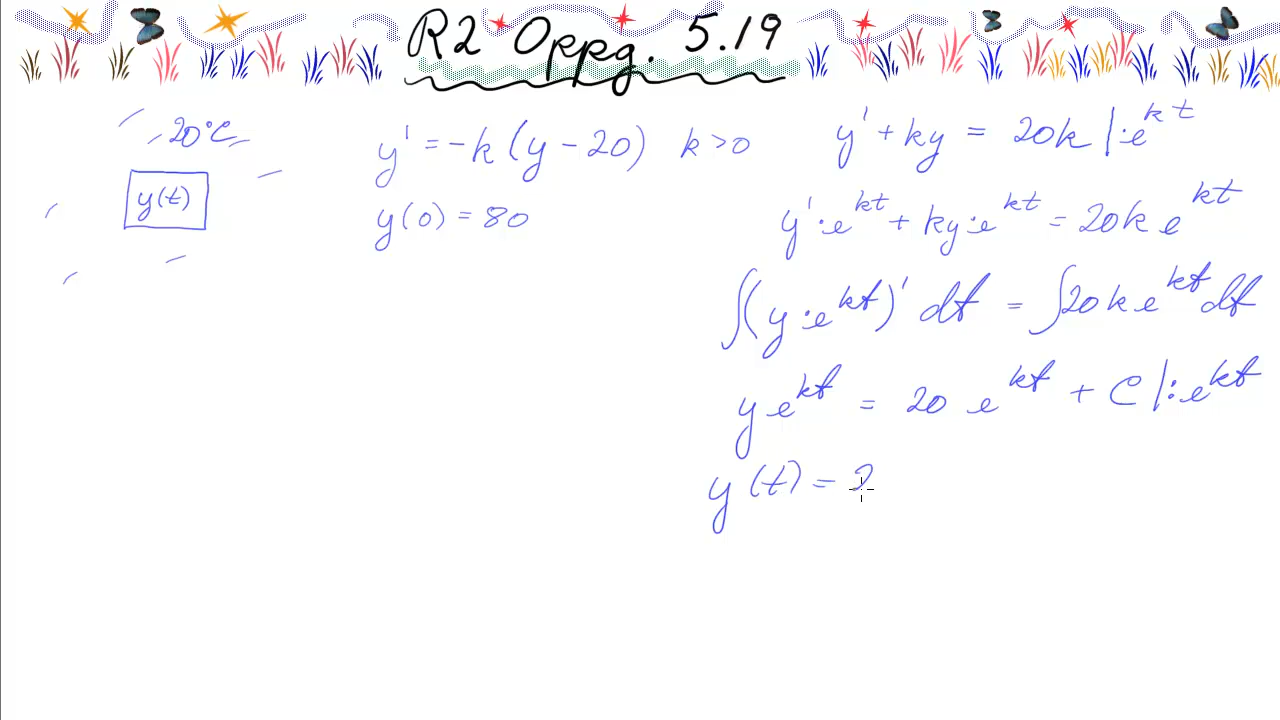 R2 Oppg. 5.19
20°C
y(t)
y' = -k (y - 20)  k > 0
y(0) = 80
y' + ky = 20k |·e^{kt}
y'·e^{kt} + ky·e^{kt} = 20k e^{kt}
∫(y·e^{kt})' dt = ∫20k e^{kt} dt
y e^{kt} = 20 e^{kt} + C |:e^{kt}
y(t) = 2